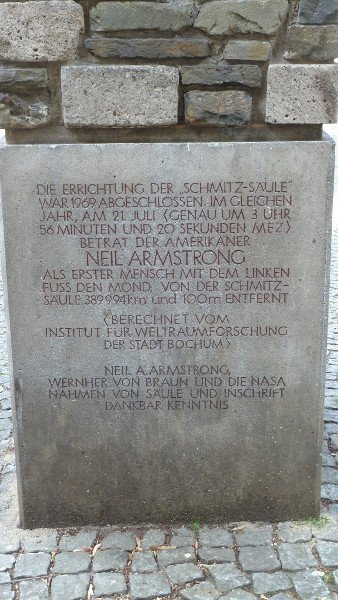 DIE ERRICHTUNG DER „SCHMITZ-SÄULE"
WAR 1969 ABGESCHLOSSEN. IM GLEICHEN
JAHR, AM 21. JULI (GENAU UM 3 UHR
56 MINUTEN UND 20 SEKUNDEN MEZ)
BETRAT DER AMERIKANER
NEIL ARMSTRONG
ALS ERSTER MENSCH MIT DEM LINKEN
FUSS DEN MOND, VON DER SCHMITZ-
SÄULE 389994 km und 100 m ENTFERNT
(BERECHNET VOM
INSTITUT FÜR WELTRAUMFORSCHUNG
DER STADT BOCHUM)
NEIL A. ARMSTRONG,
WERNHER VON BRAUN UND DIE NASA
NAHMEN VON SÄULE UND INSCHRIFT
DANKBAR KENNTNIS